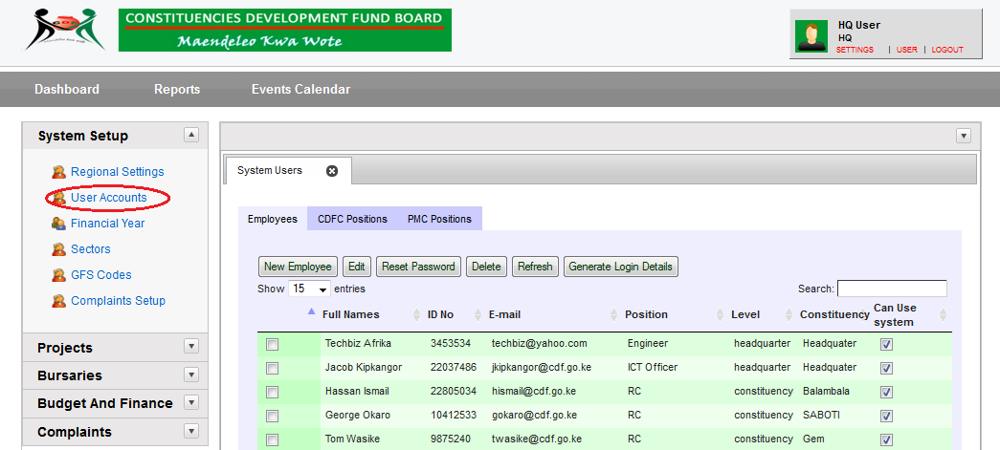 CONSTITUENCIES DEVELOPMENT FUND BOARD
Maendeleo Kwa Wote
HQ User
HQ
SETTINGS | USER | LOGOUT
Dashboard Reports Events Calendar
System Setup
Regional Settings
User Accounts
Financial Year
Sectors
GFS Codes
Complaints Setup
Projects
Bursaries
Budget And Finance
Complaints
System Users
Employees CDFC Positions PMC Positions
New Employee Edit Reset Password Delete Refresh Generate Login Details
Show 15 entries Search:
Full Names ID No E-mail Position Level Constituency Can Use system
Techbiz Afrika 3453534 techbiz@yahoo.com Engineer headquarter Headquater
Jacob Kipkangor 22037486 jkipkangor@cdf.go.ke ICT Officer headquarter Headquater
Hassan Ismail 22805034 hismail@cdf.go.ke RC constituency Balambala
George Okaro 10412533 gokaro@cdf.go.ke RC constituency SABOTI
Tom Wasike 9875240 twasike@cdf.go.ke RC constituency Gem